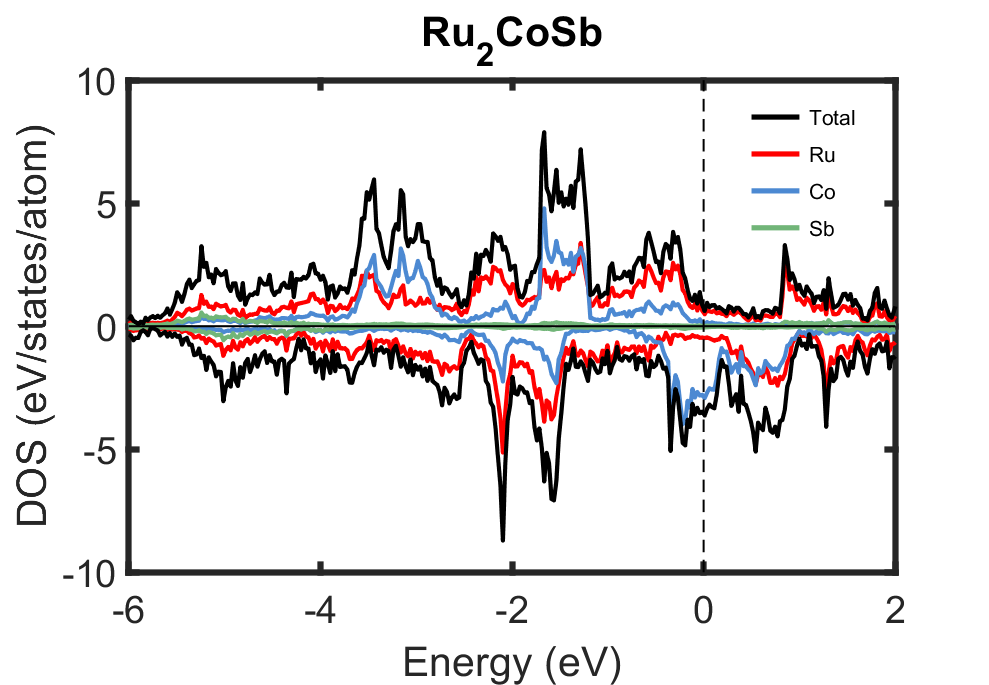 Ru2CoSb
10
5
0
-5
-10
DOS (eV/states/atom)
Total
Ru
Co
Sb
-6 -4 -2 0 2
Energy (eV)